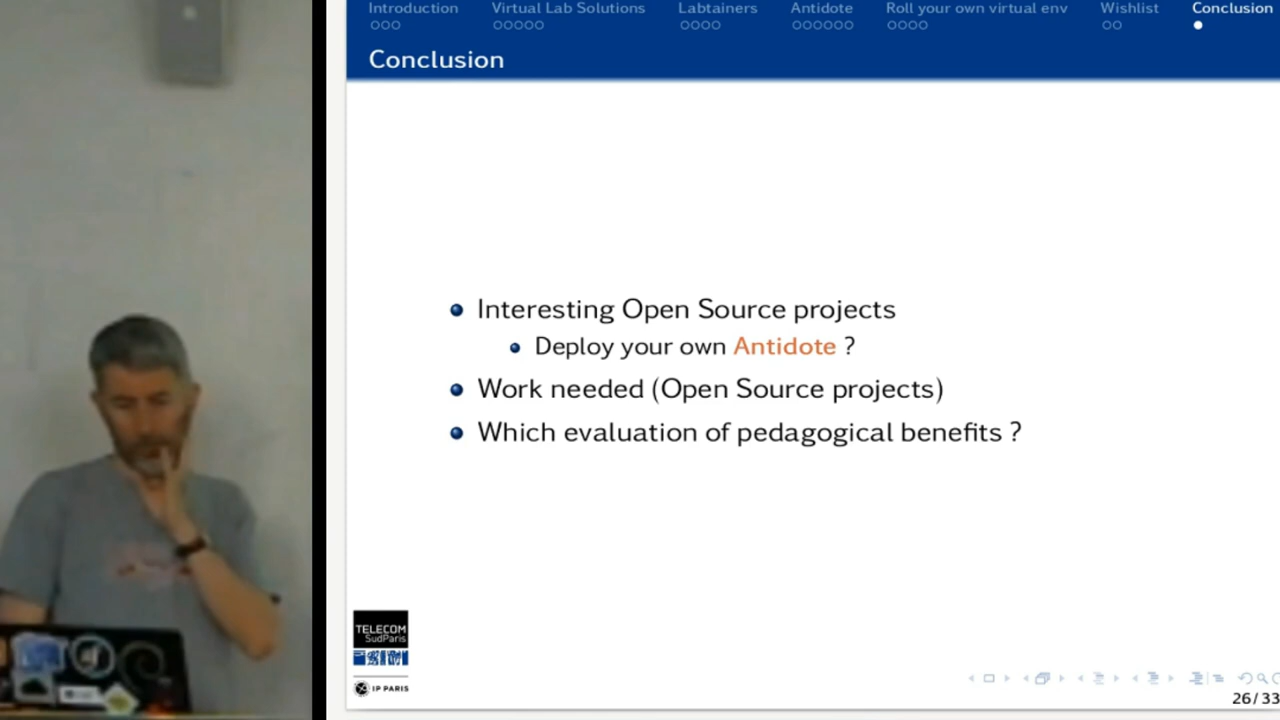 Introduction Virtual Lab Solutions Labtainers Antidote Roll your own virtual env Wishlist Conclusion
Conclusion
Interesting Open Source projects
Deploy your own Antidote ?
Work needed (Open Source projects)
Which evaluation of pedagogical benefits ?
TELECOM
SudParis
IP PARIS
26/33